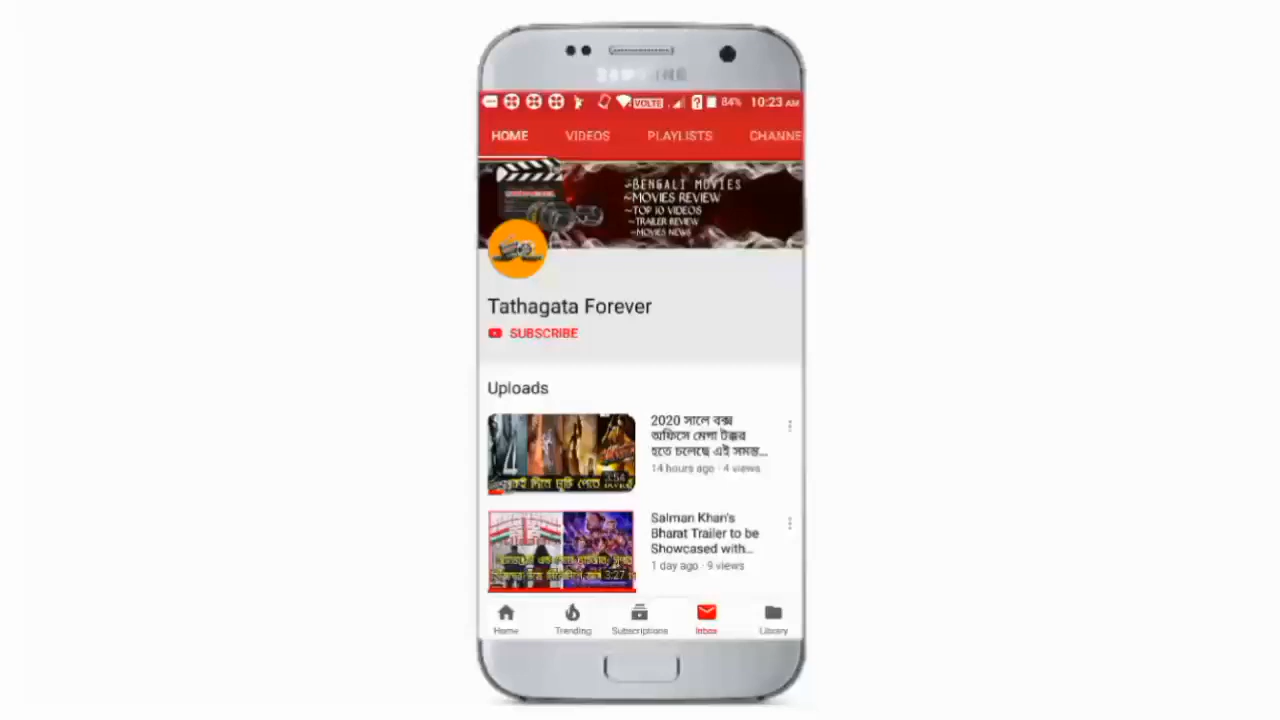 SAMSUNG
VOLTE 84% 10:23 AM
HOME VIDEOS PLAYLISTS CHANNE
~BENGALI MOVIES
~MOVIES REVIEW
~TOP 10 VIDEOS
~TRAILER REVIEW
~MOVIES NEWS
Tathagata Forever
SUBSCRIBE
Uploads
2020 সালে বক্স
অফিসে মেগা টক্কর
হতে চলেছে এই সমস্ত...
14 hours ago · 4 views
3:54
একই দিনে মুক্তি পেতে
Salman Khan's
Bharat Trailer to be
Showcased with...
1 day ago · 9 views
3:27
Home Trending Subscriptions Inbox Library